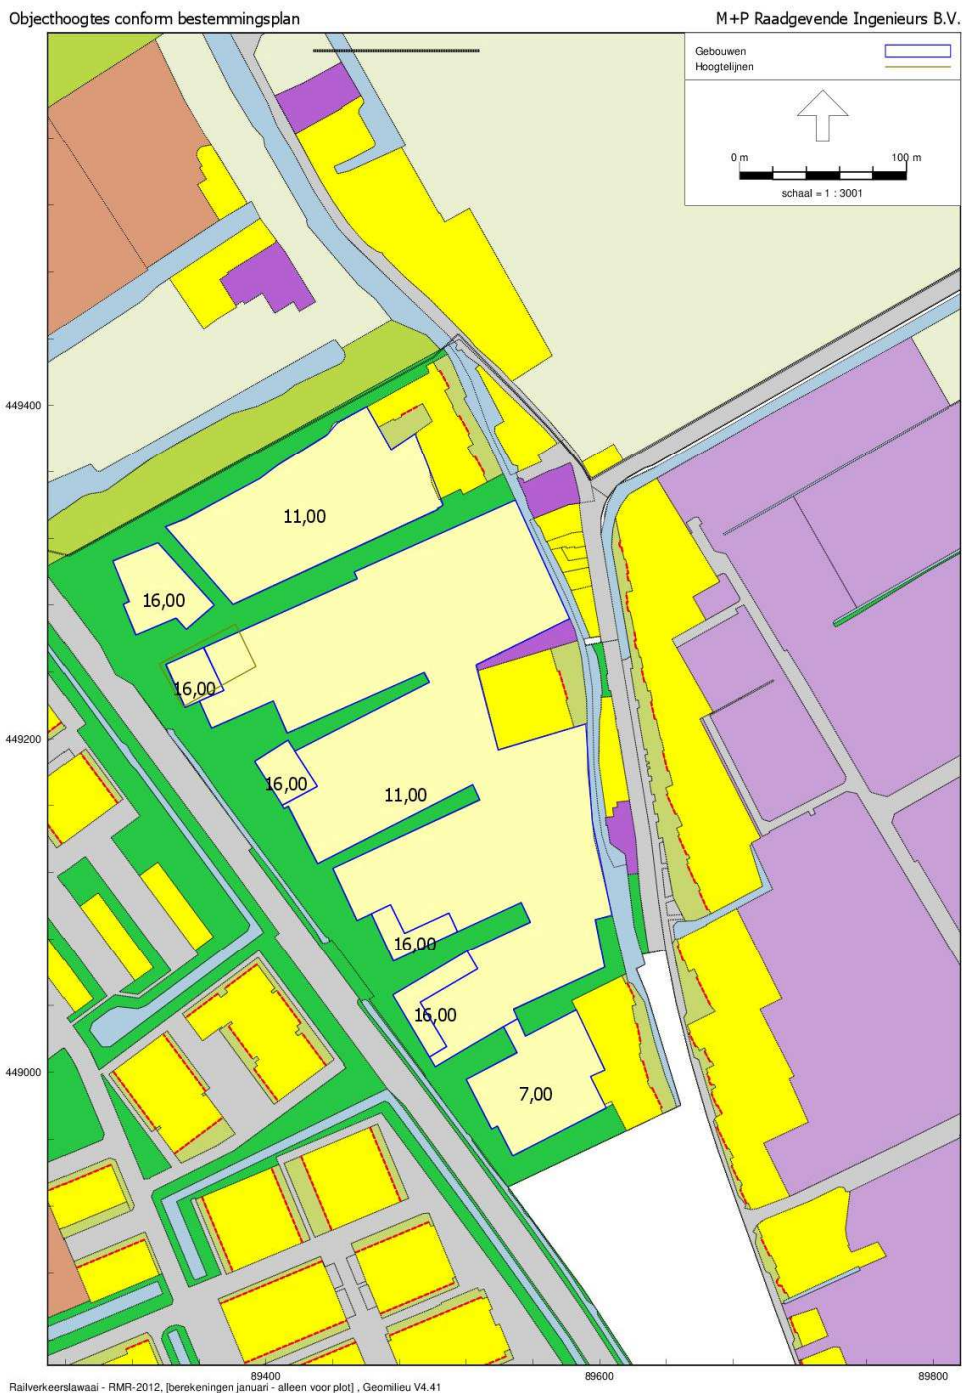 Objecthoogtes conform bestemmingsplan
M+P Raadgevende Ingenieurs B.V.
Gebouwen
Hoogtelijnen
0 m 100 m
schaal = 1 : 3001
449400
11,00
16,00
16,00
449200
16,00
11,00
16,00
16,00
449000
7,00
89400 89600 89800
Railverkeerslawaai - RMR-2012, [berekeningen januari - alleen voor plot] , Geomilieu V4.41